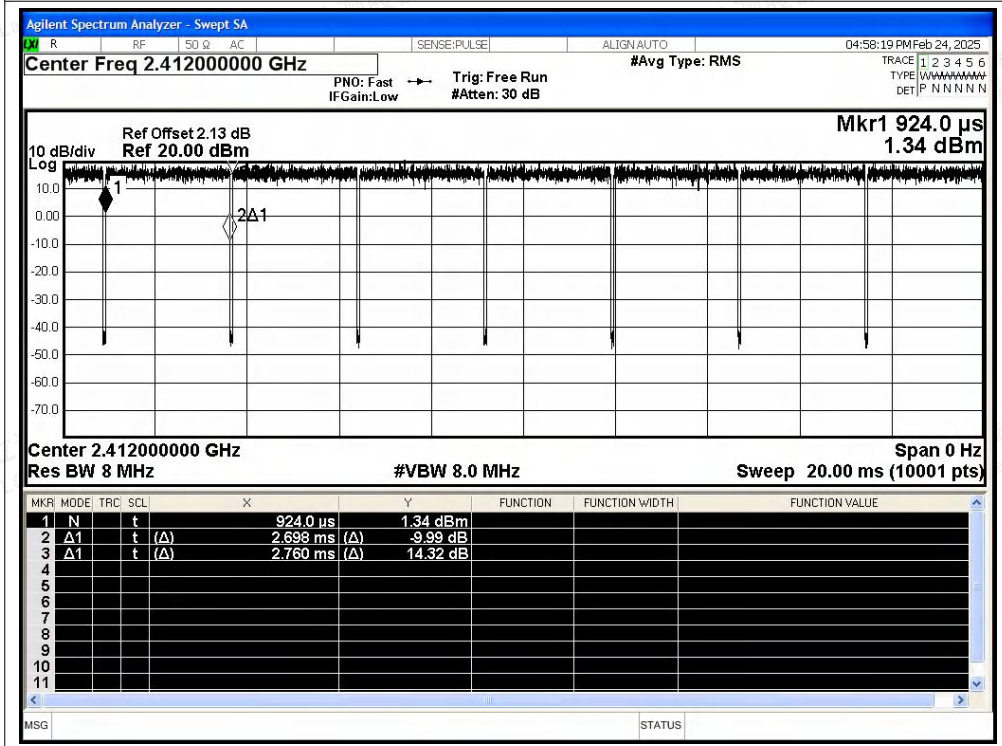 Agilent Spectrum Analyzer - Swept SA
LXI R RF 50 Ω AC SENSE:PULSE ALIGN AUTO 04:58:19 PM Feb 24, 2025
Center Freq 2.412000000 GHz
PNO: Fast
IFGain:Low
Trig: Free Run
#Atten: 30 dB
#Avg Type: RMS
TRACE 1 2 3 4 5 6
TYPE WWWWWW
DET P N N N N N
Mkr1 924.0 µs
1.34 dBm
Ref Offset 2.13 dB
10 dB/div Ref 20.00 dBm
Log
10.0
0.00
-10.0
-20.0
-30.0
-40.0
-50.0
-60.0
-70.0
1
2Δ1
Center 2.412000000 GHz Span 0 Hz
Res BW 8 MHz #VBW 8.0 MHz Sweep 20.00 ms (10001 pts)
MKR MODE TRC SCL X Y FUNCTION FUNCTION WIDTH FUNCTION VALUE
1 N t 924.0 µs 1.34 dBm
2 Δ1 t (Δ) 2.698 ms (Δ) -9.99 dB
3 Δ1 t (Δ) 2.760 ms (Δ) 14.32 dB
4
5
6
7
8
9
10
11
MSG STATUS